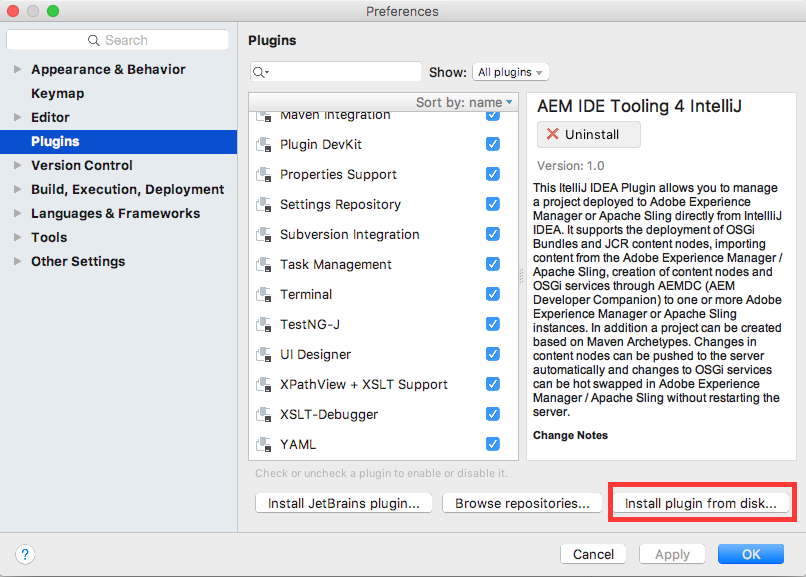 Preferences
Search
Appearance & Behavior
Keymap
Editor
Plugins
Version Control
Build, Execution, Deployment
Languages & Frameworks
Tools
Other Settings
Plugins
Show: All plugins
Sort by: name
Maven Integration
Plugin DevKit
Properties Support
Settings Repository
Subversion Integration
Task Management
Terminal
TestNG-J
UI Designer
XPathView + XSLT Support
XSLT-Debugger
YAML
Check or uncheck a plugin to enable or disable it.
AEM IDE Tooling 4 IntelliJ
Uninstall
Version: 1.0
This ItelliJ IDEA Plugin allows you to manage
a project deployed to Adobe Experience
Manager or Apache Sling directly from IntellliJ
IDEA. It supports the deployment of OSGi
Bundles and JCR content nodes, importing
content from the Adobe Experience Manager /
Apache Sling, creation of content nodes and
OSGi services through AEMDC (AEM
Developer Companion) to one or more Adobe
Experience Manager or Apache Sling
instances. In addition a project can be created
based on Maven Archetypes. Changes in
content nodes can be pushed to the server
automatically and changes to OSGi services
can be hot swapped in Adobe Experience
Manager / Apache Sling without restarting the
server.
Change Notes
Install JetBrains plugin...
Browse repositories...
Install plugin from disk...
?
Cancel
Apply
OK